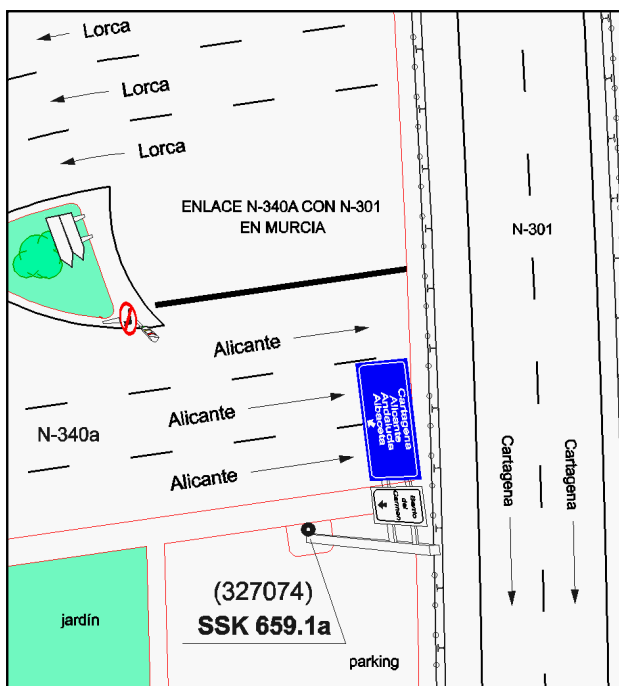 Lorca
Lorca
Lorca
ENLACE N-340A CON N-301
EN MURCIA
N-301
Alicante
Alicante
Alicante
N-340a
Cartagena
Alicante
Andalucía
Albacete
Barrio
del
Carmen
Cartagena
Cartagena
(327074)
SSK 659.1a
jardín
parking